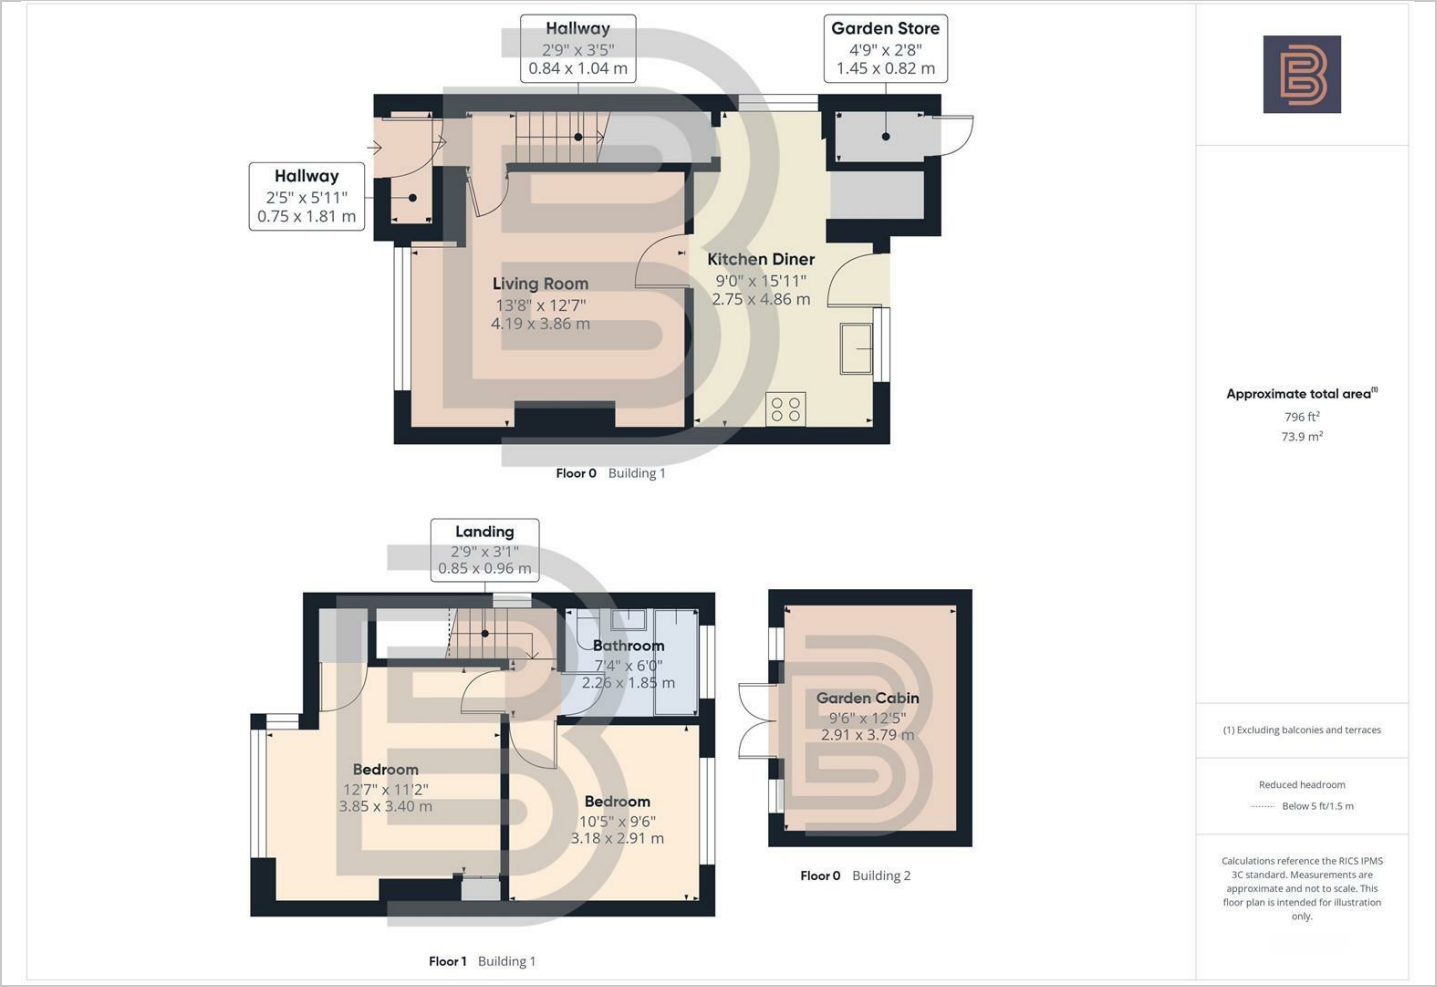 Hallway
2'9" x 3'5"
0.84 x 1.04 m
Garden Store
4'9" x 2'8"
1.45 x 0.82 m
Hallway
2'5" x 5'11"
0.75 x 1.81 m
Living Room
13'8" x 12'7"
4.19 x 3.86 m
Kitchen Diner
9'0" x 15'11"
2.75 x 4.86 m
Floor 0 Building 1
Landing
2'9" x 3'1"
0.85 x 0.96 m
Bathroom
7'4" x 6'0"
2.26 x 1.85 m
Bedroom
12'7" x 11'2"
3.85 x 3.40 m
Bedroom
10'5" x 9'6"
3.18 x 2.91 m
Floor 1 Building 1
Garden Cabin
9'6" x 12'5"
2.91 x 3.79 m
Floor 0 Building 2
Approximate total area(1)
796 ft²
73.9 m²
(1) Excluding balconies and terraces
Reduced headroom
Below 5 ft/1.5 m
Calculations reference the RICS IPMS
3C standard. Measurements are
approximate and not to scale. This
floor plan is intended for illustration
only.